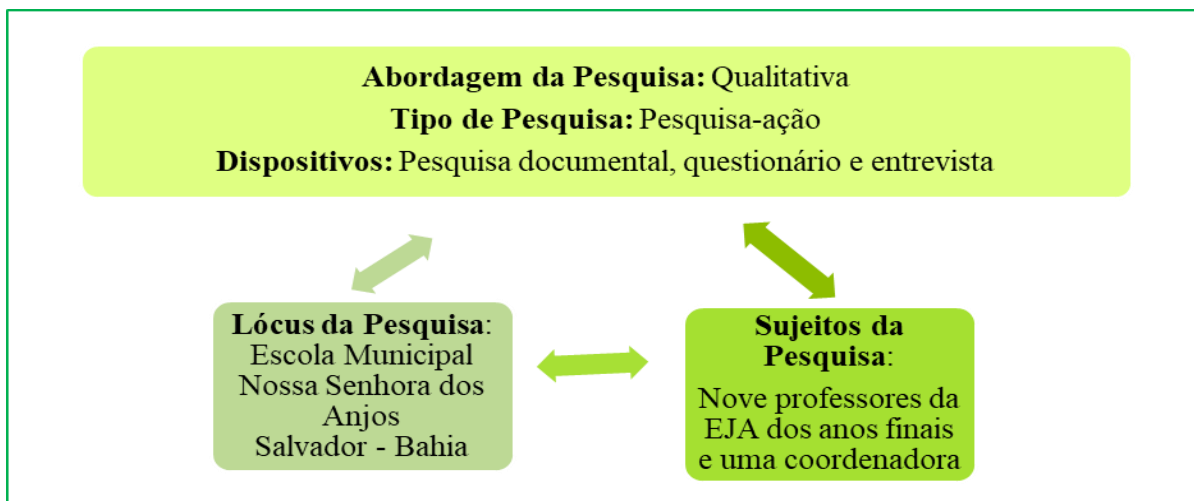 Abordagem da Pesquisa: Qualitativa
Tipo de Pesquisa: Pesquisa-ação
Dispositivos: Pesquisa documental, questionário e entrevista
Lócus da Pesquisa:
Escola Municipal
Nossa Senhora dos
Anjos
Salvador - Bahia
Sujeitos da
Pesquisa:
Nove professores da
EJA dos anos finais
e uma coordenadora